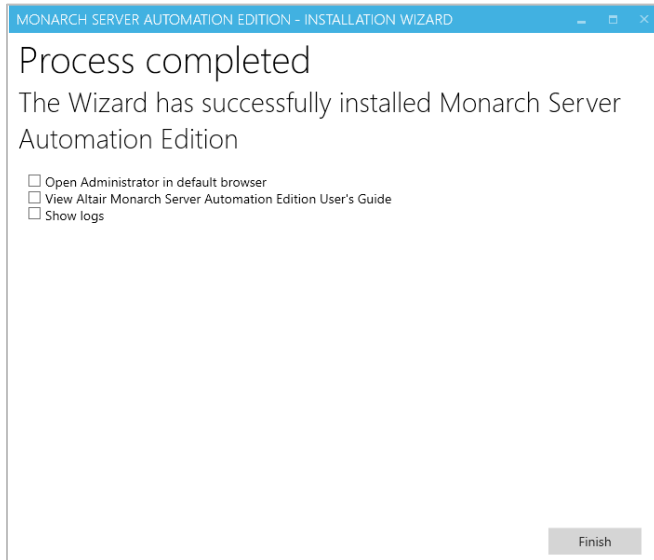 MONARCH SERVER AUTOMATION EDITION - INSTALLATION WIZARD
Process completed
The Wizard has successfully installed Monarch Server
Automation Edition
Open Administrator in default browser
View Altair Monarch Server Automation Edition User's Guide
Show logs
Finish